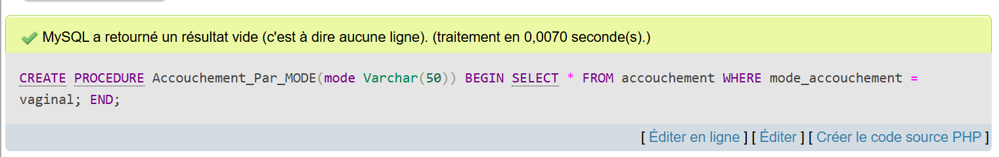 MySQL a retourné un résultat vide (c'est à dire aucune ligne). (traitement en 0,0070 seconde(s).)
CREATE PROCEDURE Accouchement_Par_MODE(mode Varchar(50)) BEGIN SELECT * FROM accouchement WHERE mode_accouchement =
vaginal; END;
[ Éditer en ligne ] [ Éditer ] [ Créer le code source PHP ]